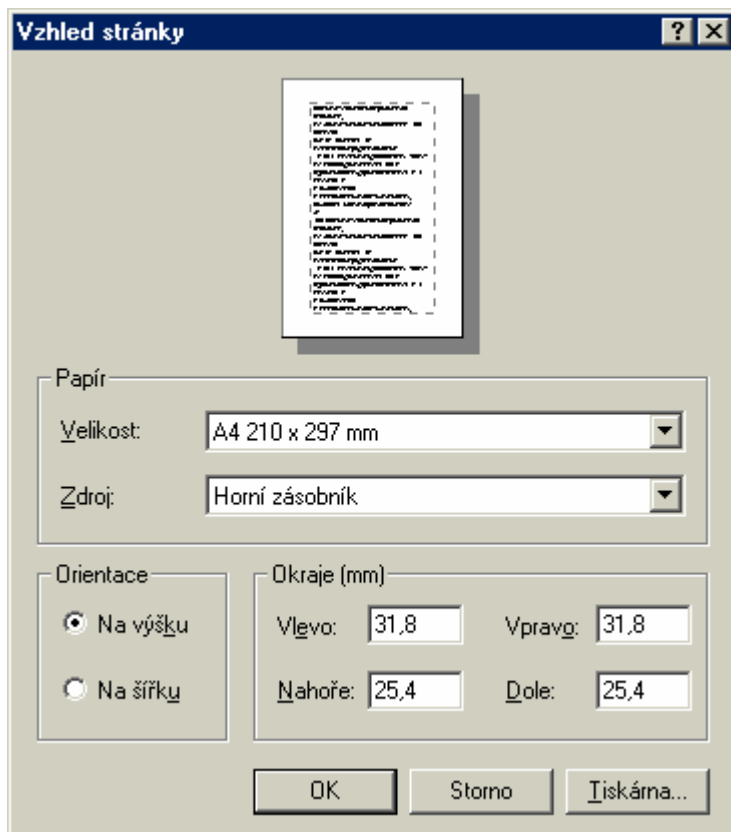 Vzhled stránky
Papír
Velikost: A4 210 x 297 mm
Zdroj: Horní zásobník
Orientace
Na výšku
Na šířku
Okraje (mm)
Vlevo: 31,8 Vpravo: 31,8
Nahoře: 25,4 Dole: 25,4
OK Storno Tiskárna...